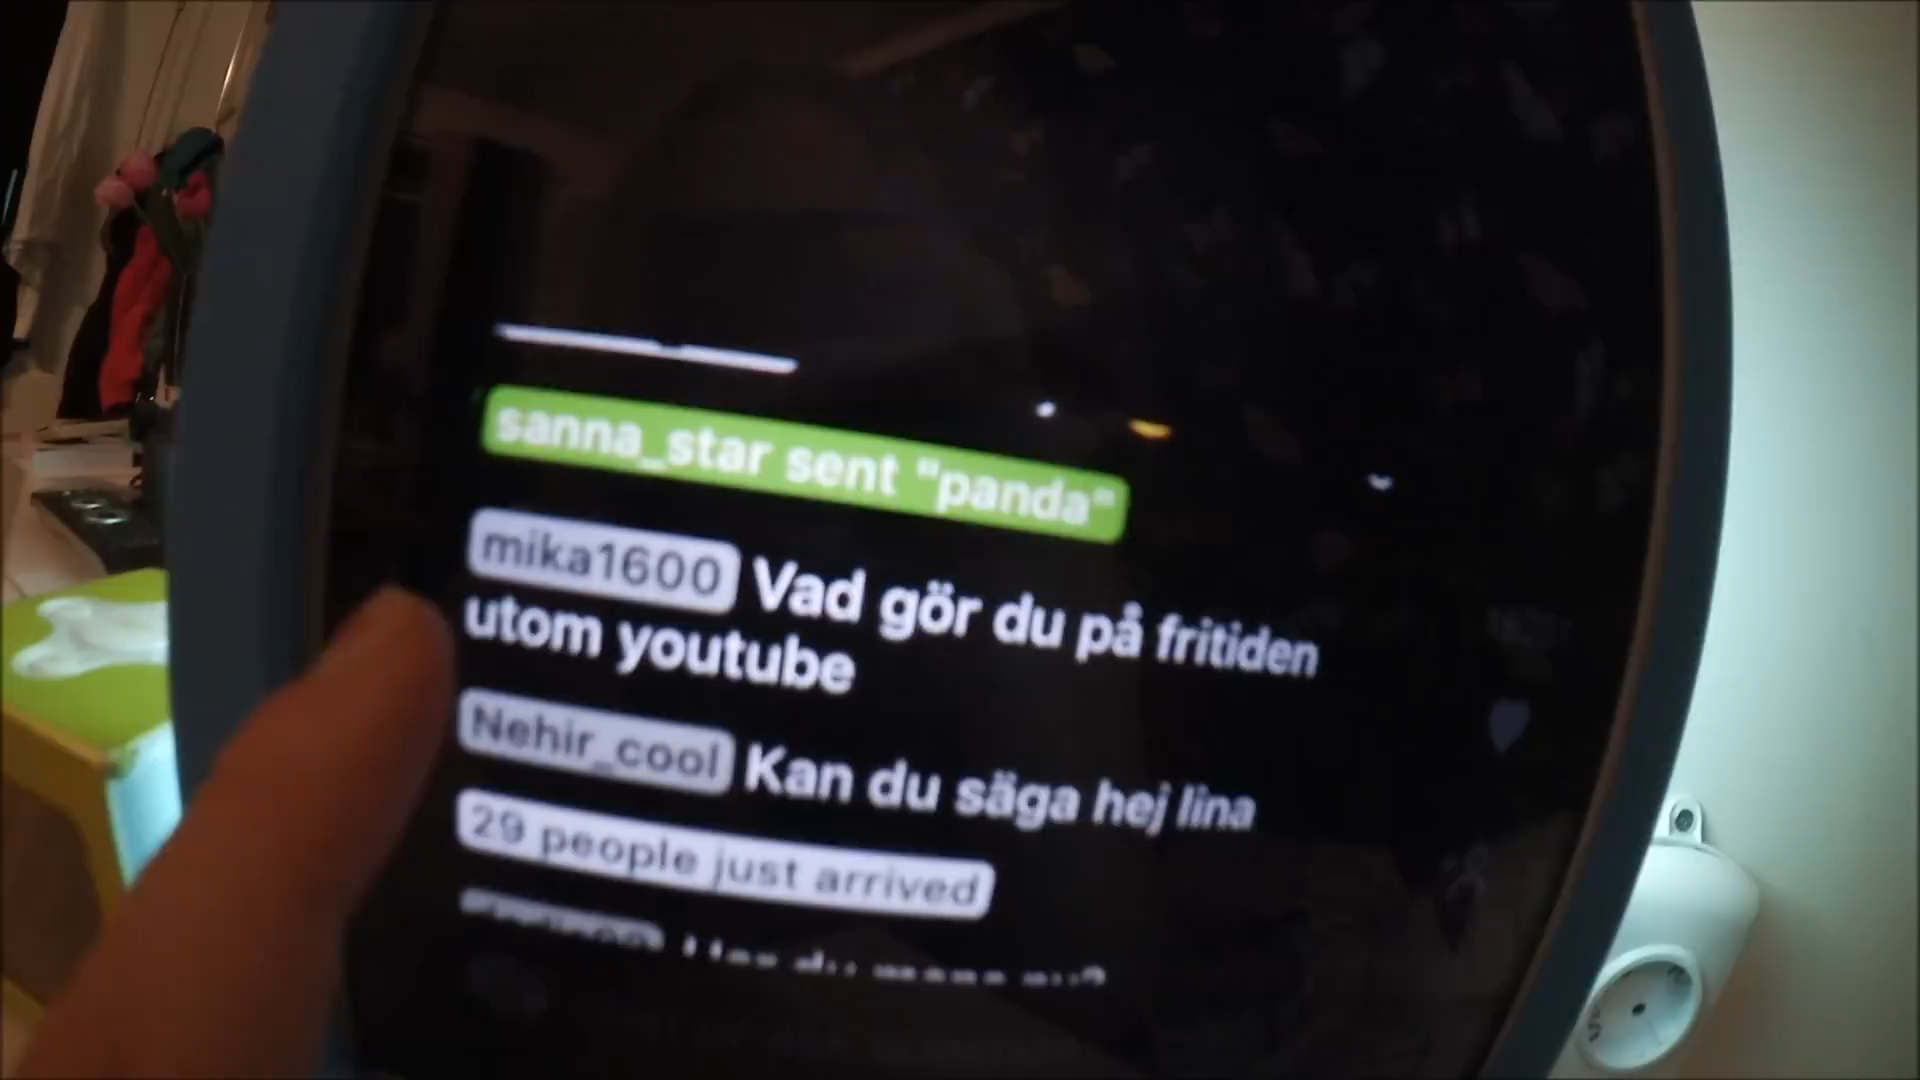 sanna_star sent "panda"
mika1600 Vad gör du på fritiden
utom youtube
Nehir_cool Kan du säga hej lina
29 people just arrived